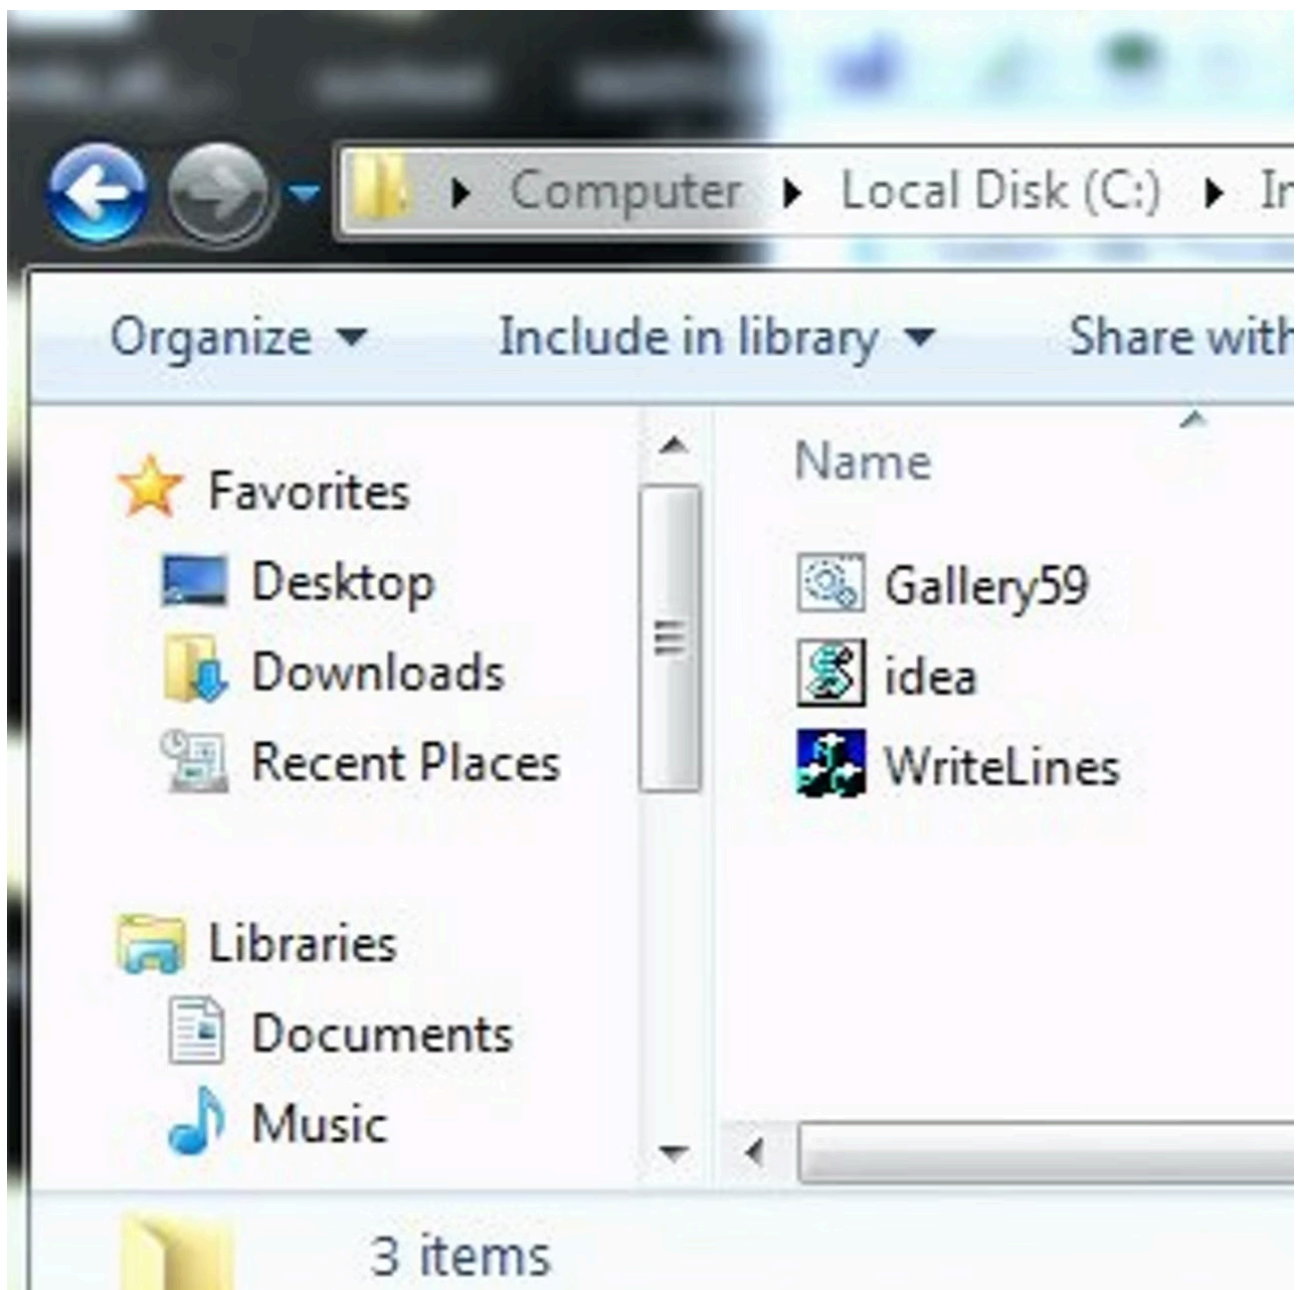 Computer Local Disk (C:)
Organize Include in library Share with
Name
Favorites
Desktop
Downloads
Recent Places
Libraries
Documents
Music
Gallery59
idea
WriteLines
3 items